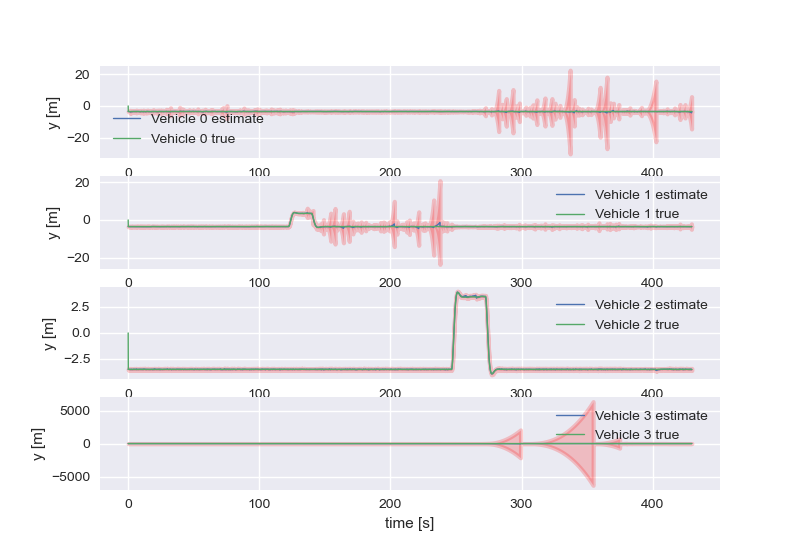 20
0
−20
y [m]
Vehicle 0 estimate
Vehicle 0 true
0 100 200 300 400
20
0
−20
y [m]
Vehicle 1 estimate
Vehicle 1 true
0 100 200 300 400
2.5
0.0
−2.5
y [m]
Vehicle 2 estimate
Vehicle 2 true
0 100 200 300 400
5000
0
−5000
y [m]
Vehicle 3 estimate
Vehicle 3 true
0 100 200 300 400
time [s]